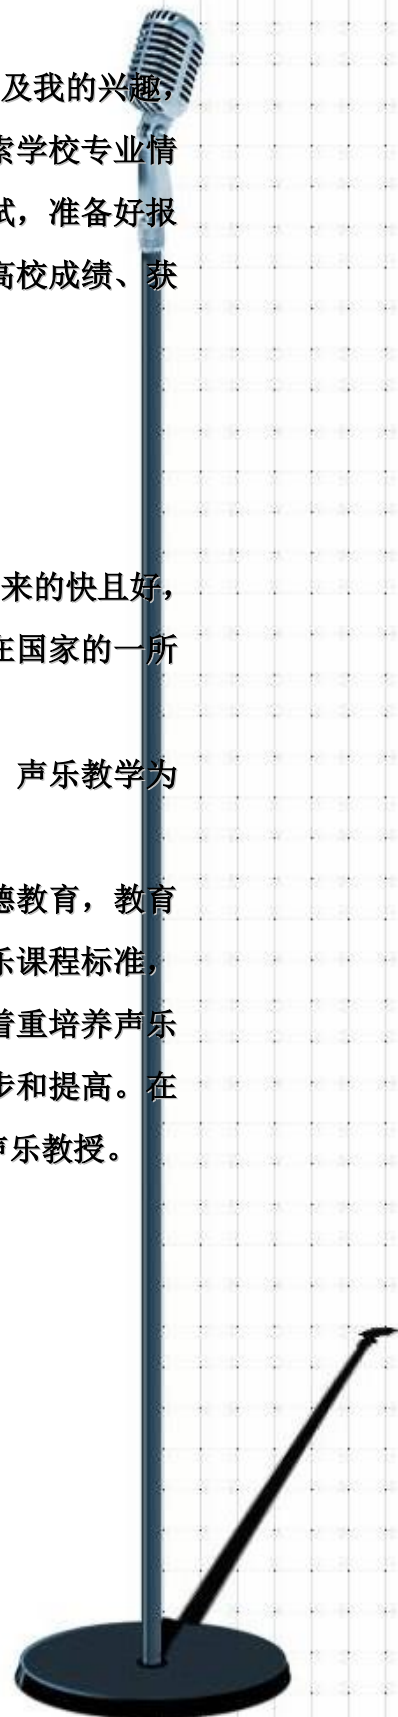 及我的兴趣，
索学校专业情
试，准备好报
高校成绩、获
来的快且好，
在国家的一所
声乐教学为
德教育，教育
乐课程标准，
着重培养声乐
步和提高。在
声乐教授。